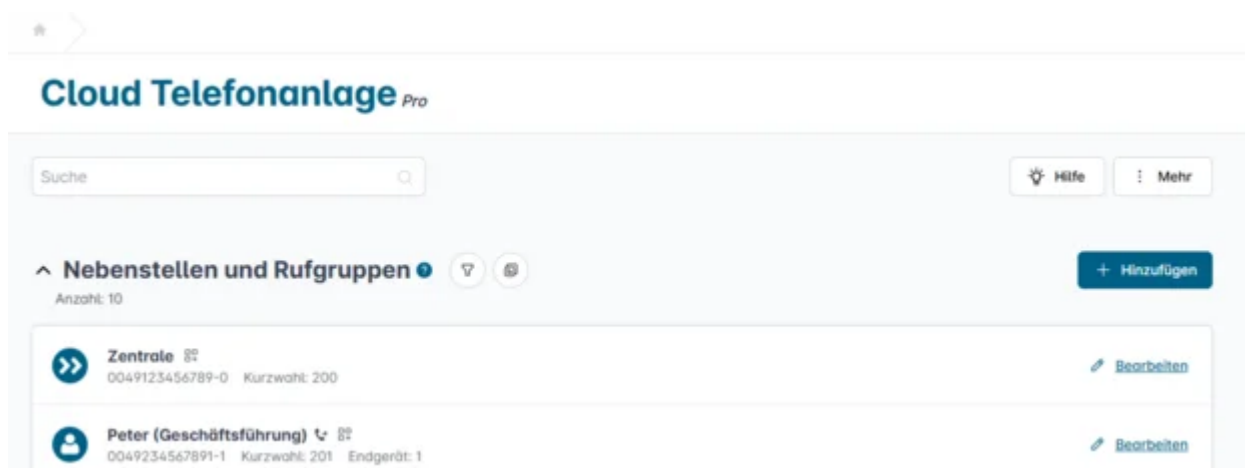 Cloud Telefonanlage Pro
Suche
Hilfe
Mehr
Nebenstellen und Rufgruppen
Anzahl: 10
+ Hinzufügen
Zentrale
0049123456789-0 Kurzwahl: 200
Bearbeiten
Peter (Geschäftsführung)
0049234567891-1 Kurzwahl: 201 Endgerät: 1
Bearbeiten